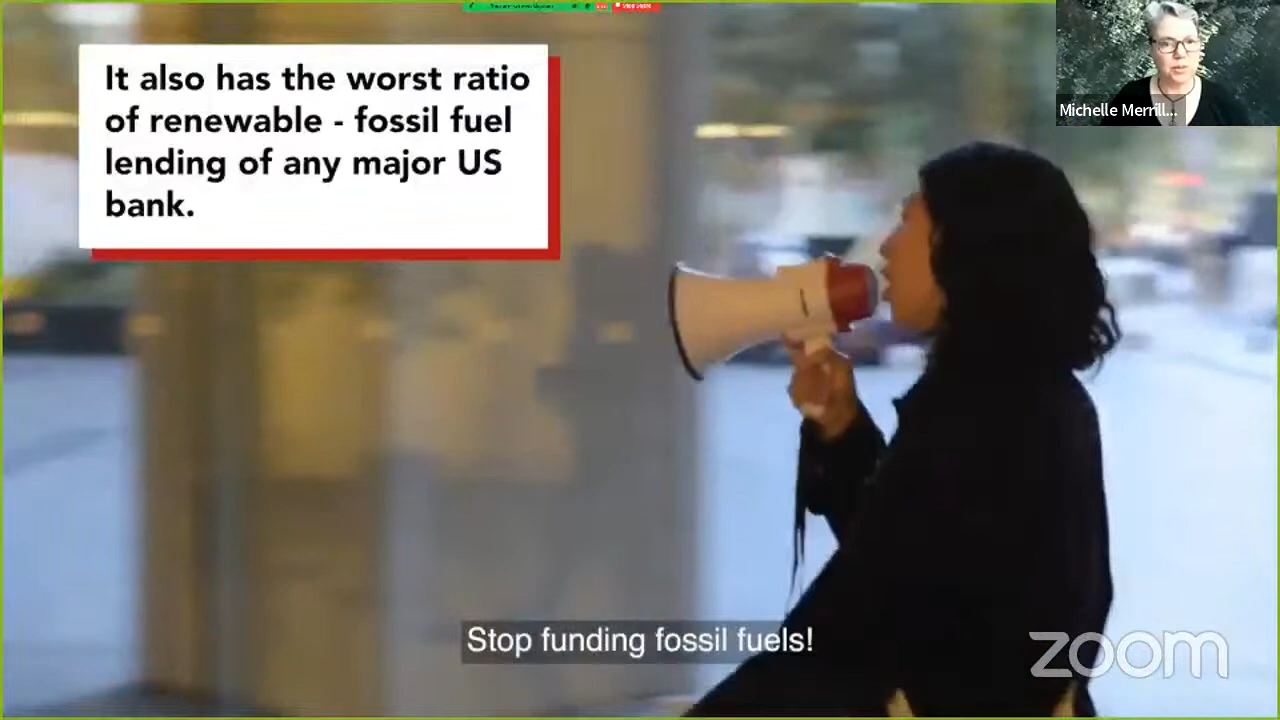 It also has the worst ratio
of renewable - fossil fuel
lending of any major US
bank.
Michelle Merrill...
Stop funding fossil fuels!
zoom